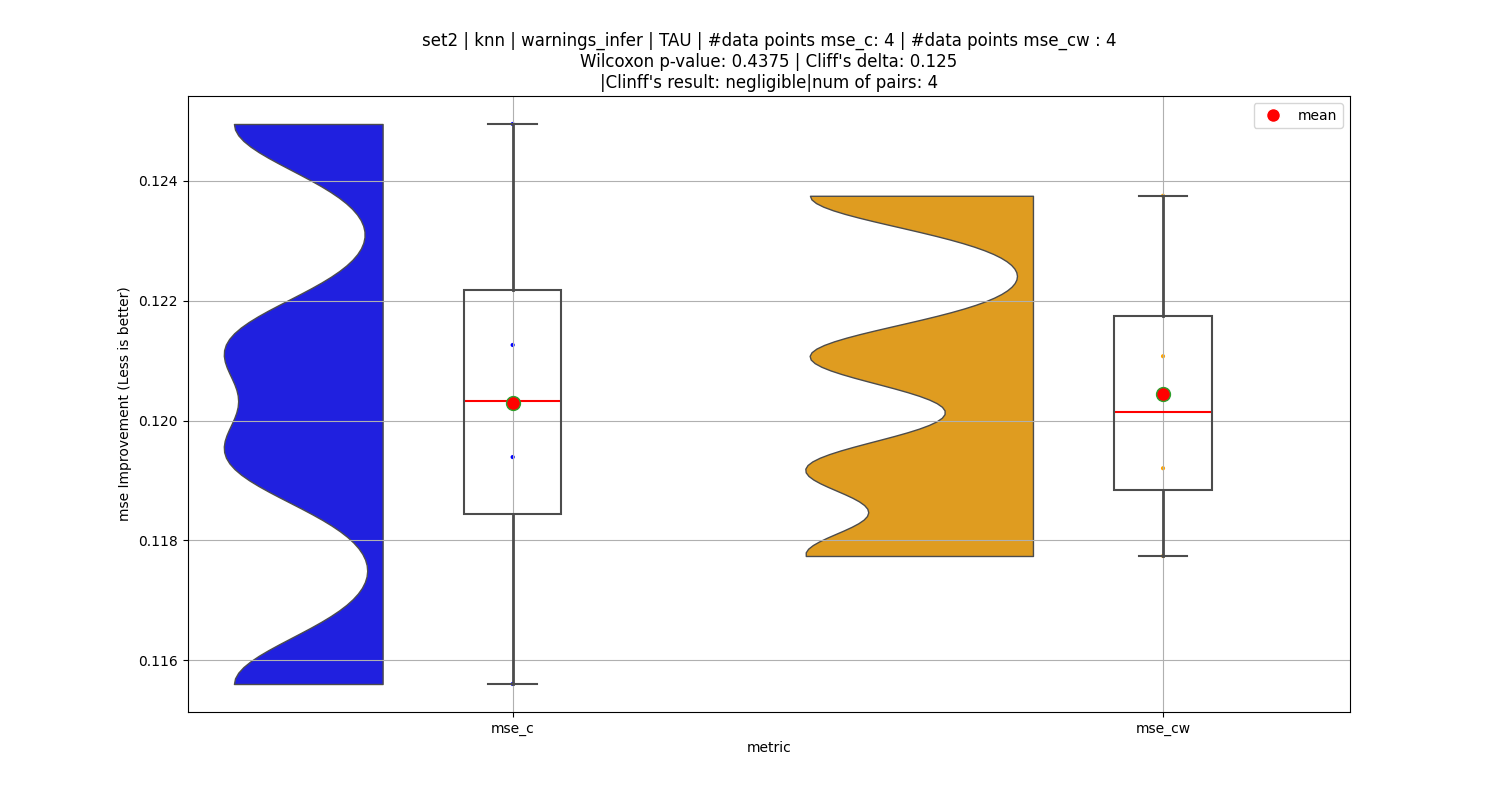 set2 | knn | warnings_infer | TAU | #data points mse_c: 4 | #data points mse_cw : 4
Wilcoxon p-value: 0.4375 | Cliff's delta: 0.125
|Clinff's result: negligible|num of pairs: 4
mean
0.124
0.122
0.120
0.118
0.116
mse Improvement (Less is better)
mse_c
mse_cw
metric